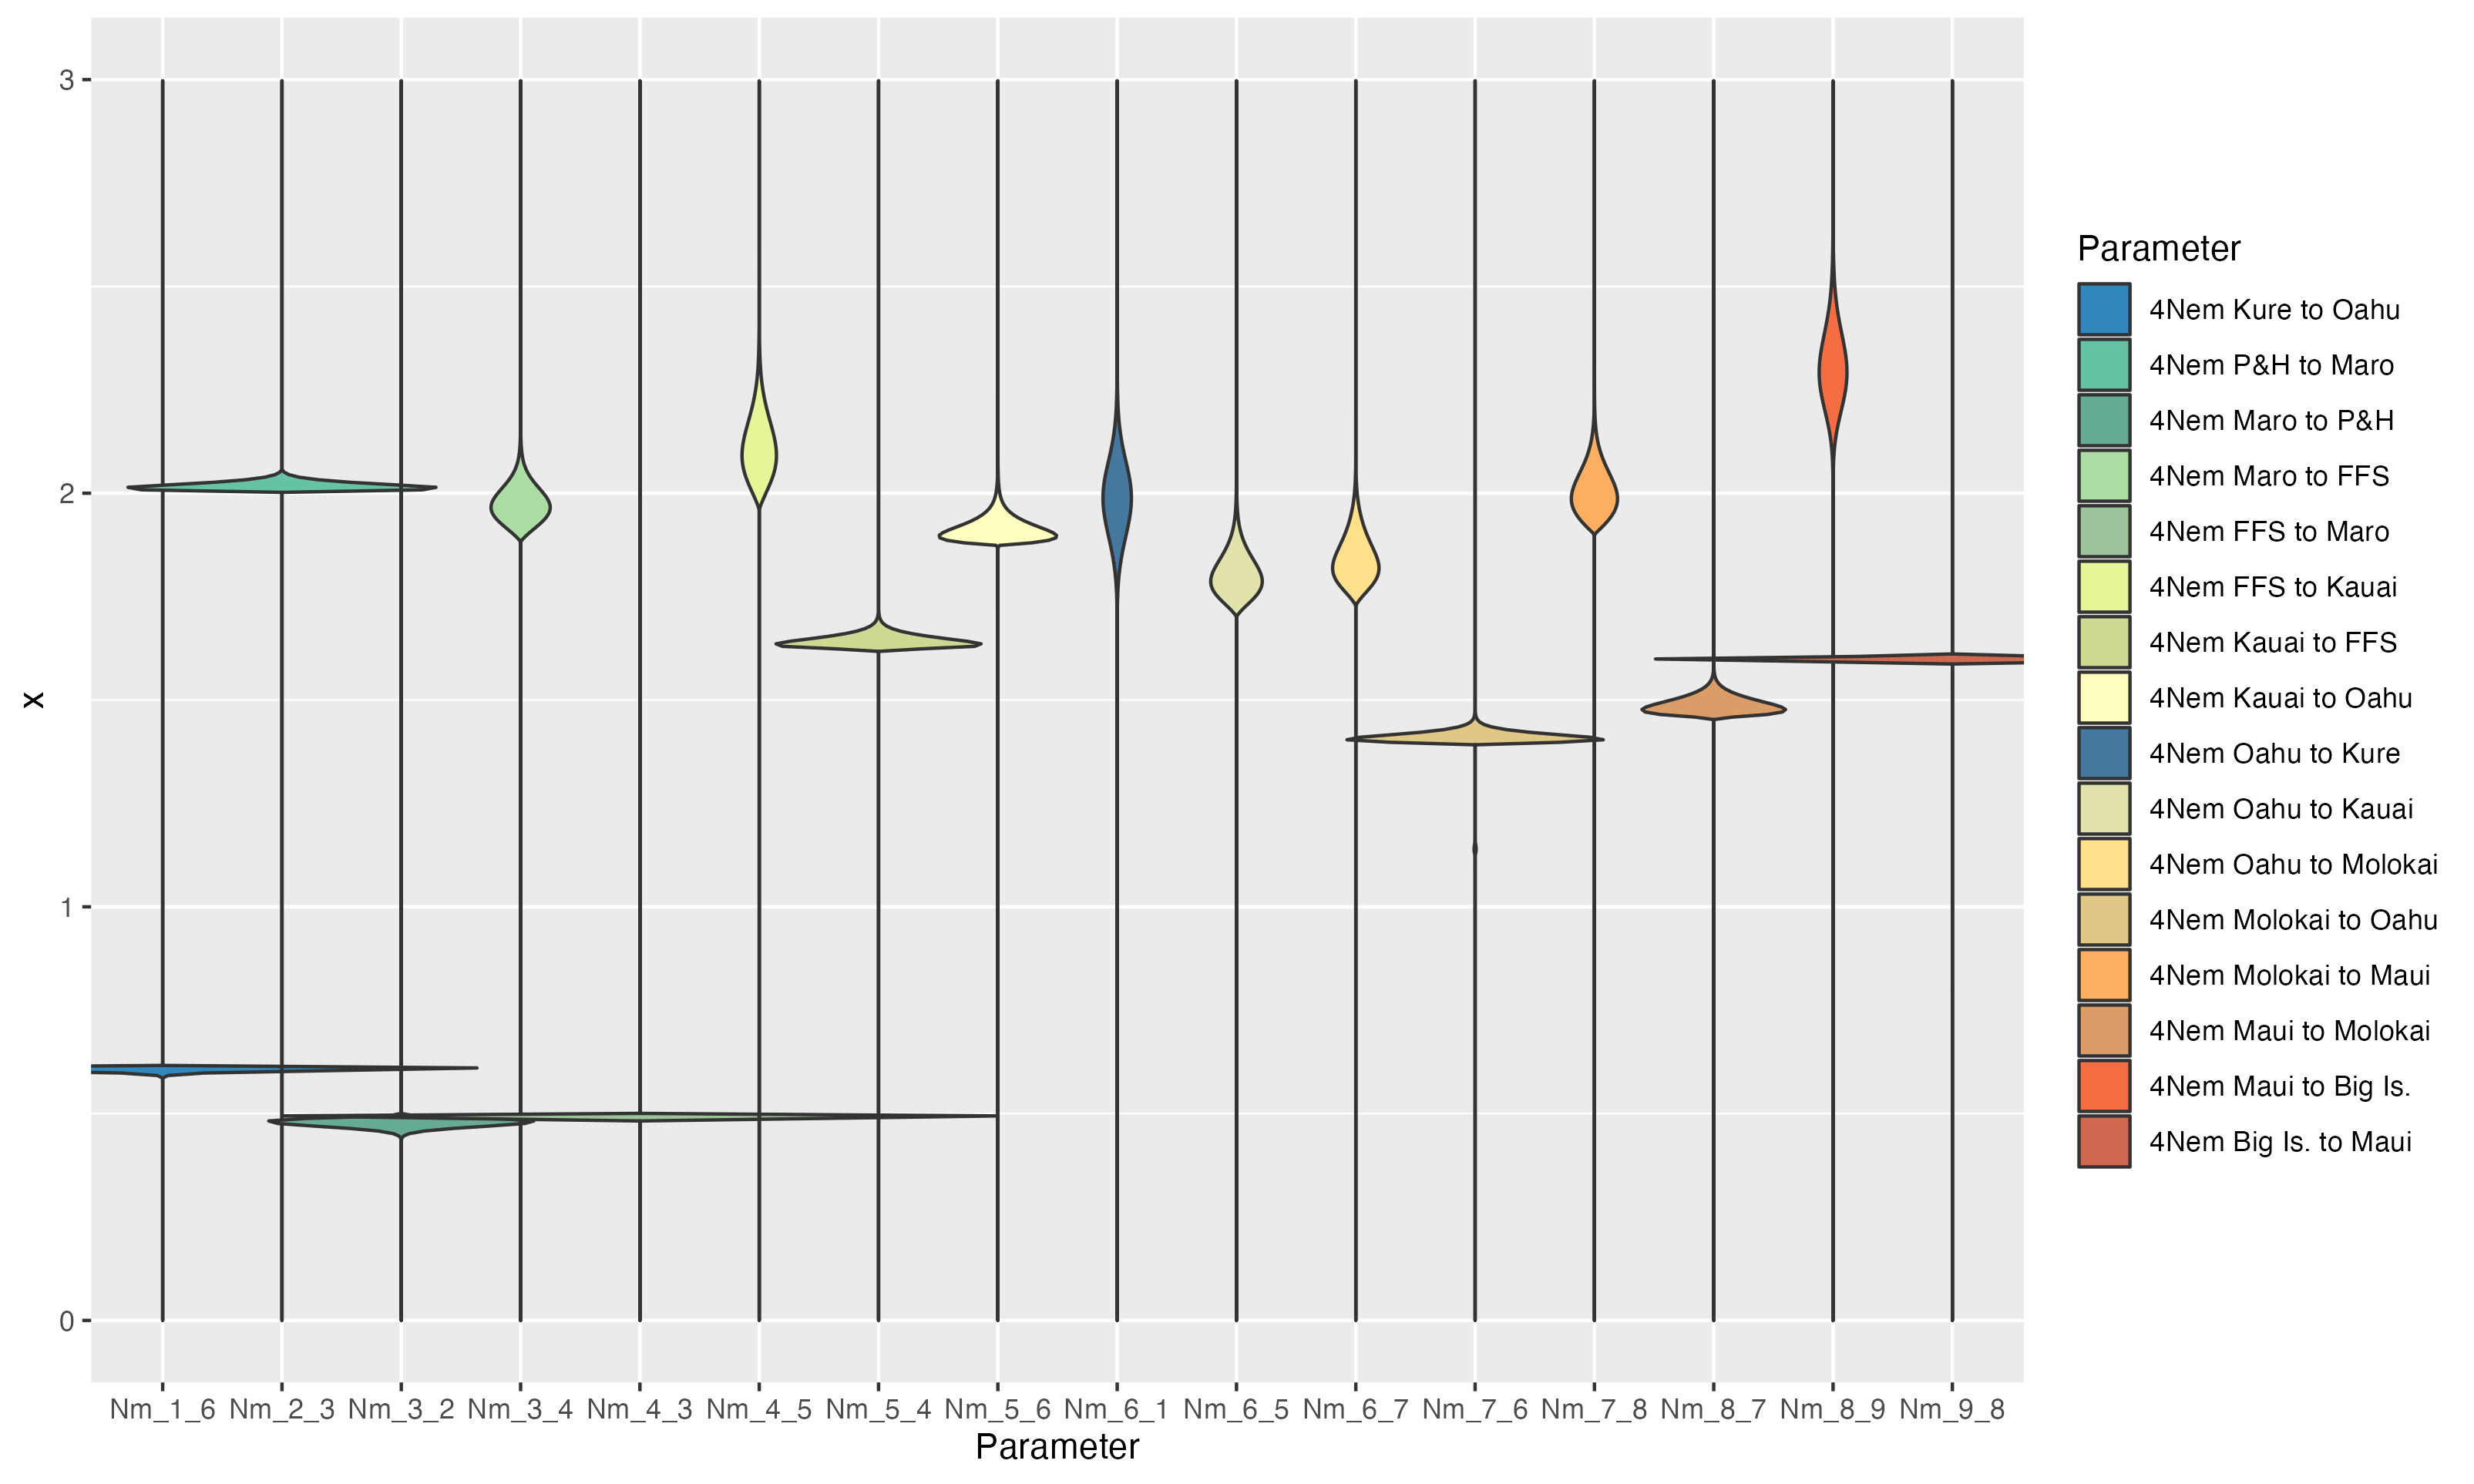 3
2
1
0
x
Nm_1_6 Nm_2_3 Nm_3_2 Nm_3_4 Nm_4_3 Nm_4_5 Nm_5_4 Nm_5_6 Nm_6_1 Nm_6_5 Nm_6_7 Nm_7_6 Nm_7_8 Nm_8_7 Nm_8_9 Nm_9_8
Parameter
Parameter
4Nem Kure to Oahu
4Nem P&H to Maro
4Nem Maro to P&H
4Nem Maro to FFS
4Nem FFS to Maro
4Nem FFS to Kauai
4Nem Kauai to FFS
4Nem Kauai to Oahu
4Nem Oahu to Kure
4Nem Oahu to Kauai
4Nem Oahu to Molokai
4Nem Molokai to Oahu
4Nem Molokai to Maui
4Nem Maui to Molokai
4Nem Maui to Big Is.
4Nem Big Is. to Maui